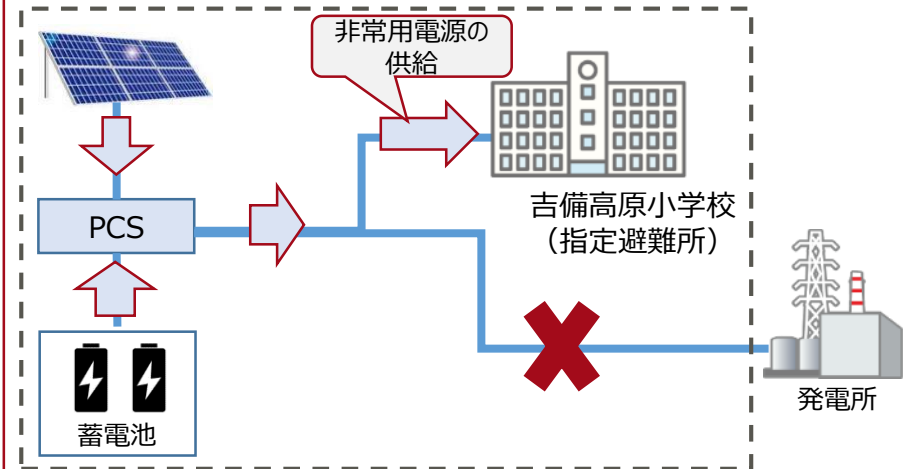 非常用電源の
供給
PCS
吉備高原小学校
（指定避難所）
発電所
蓄電池